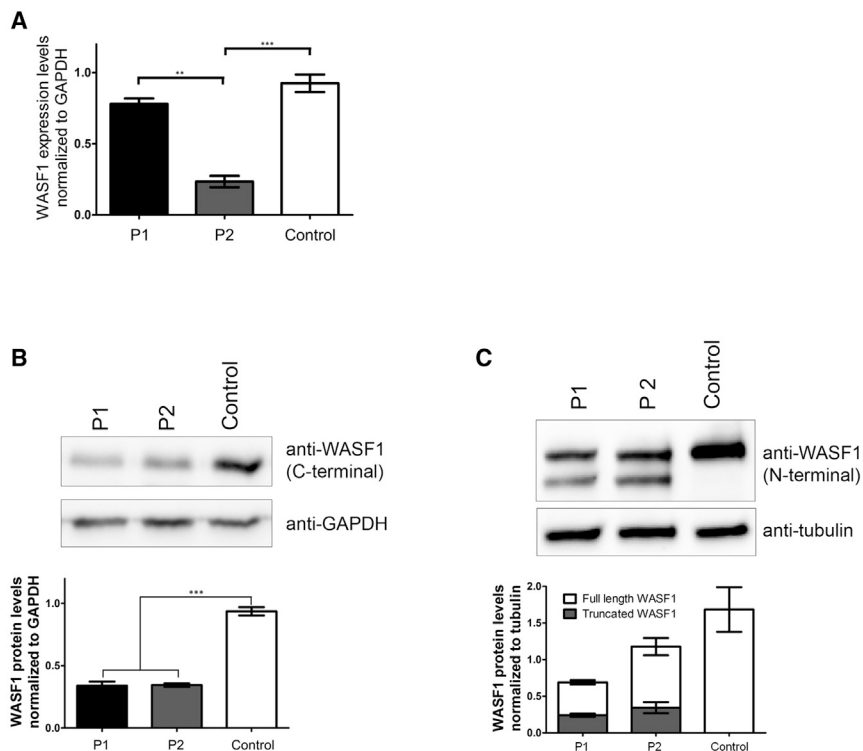 A
WASF1 expression levels
normalized to GAPDH
1.0
0.5
0.0
**
***
P1
P2
Control
B
P1
P2
Control
anti-WASF1
(C-terminal)
anti-GAPDH
WASF1 protein levels
normalized to GAPDH
1.0
0.5
0.0
***
P1
P2
Control
C
P1
P 2
Control
anti-WASF1
(N-terminal)
anti-tubulin
WASF1 protein levels
normalized to tubulin
2.0
1.5
1.0
0.5
0.0
Full length WASF1
Truncated WASF1
P1
P2
Control